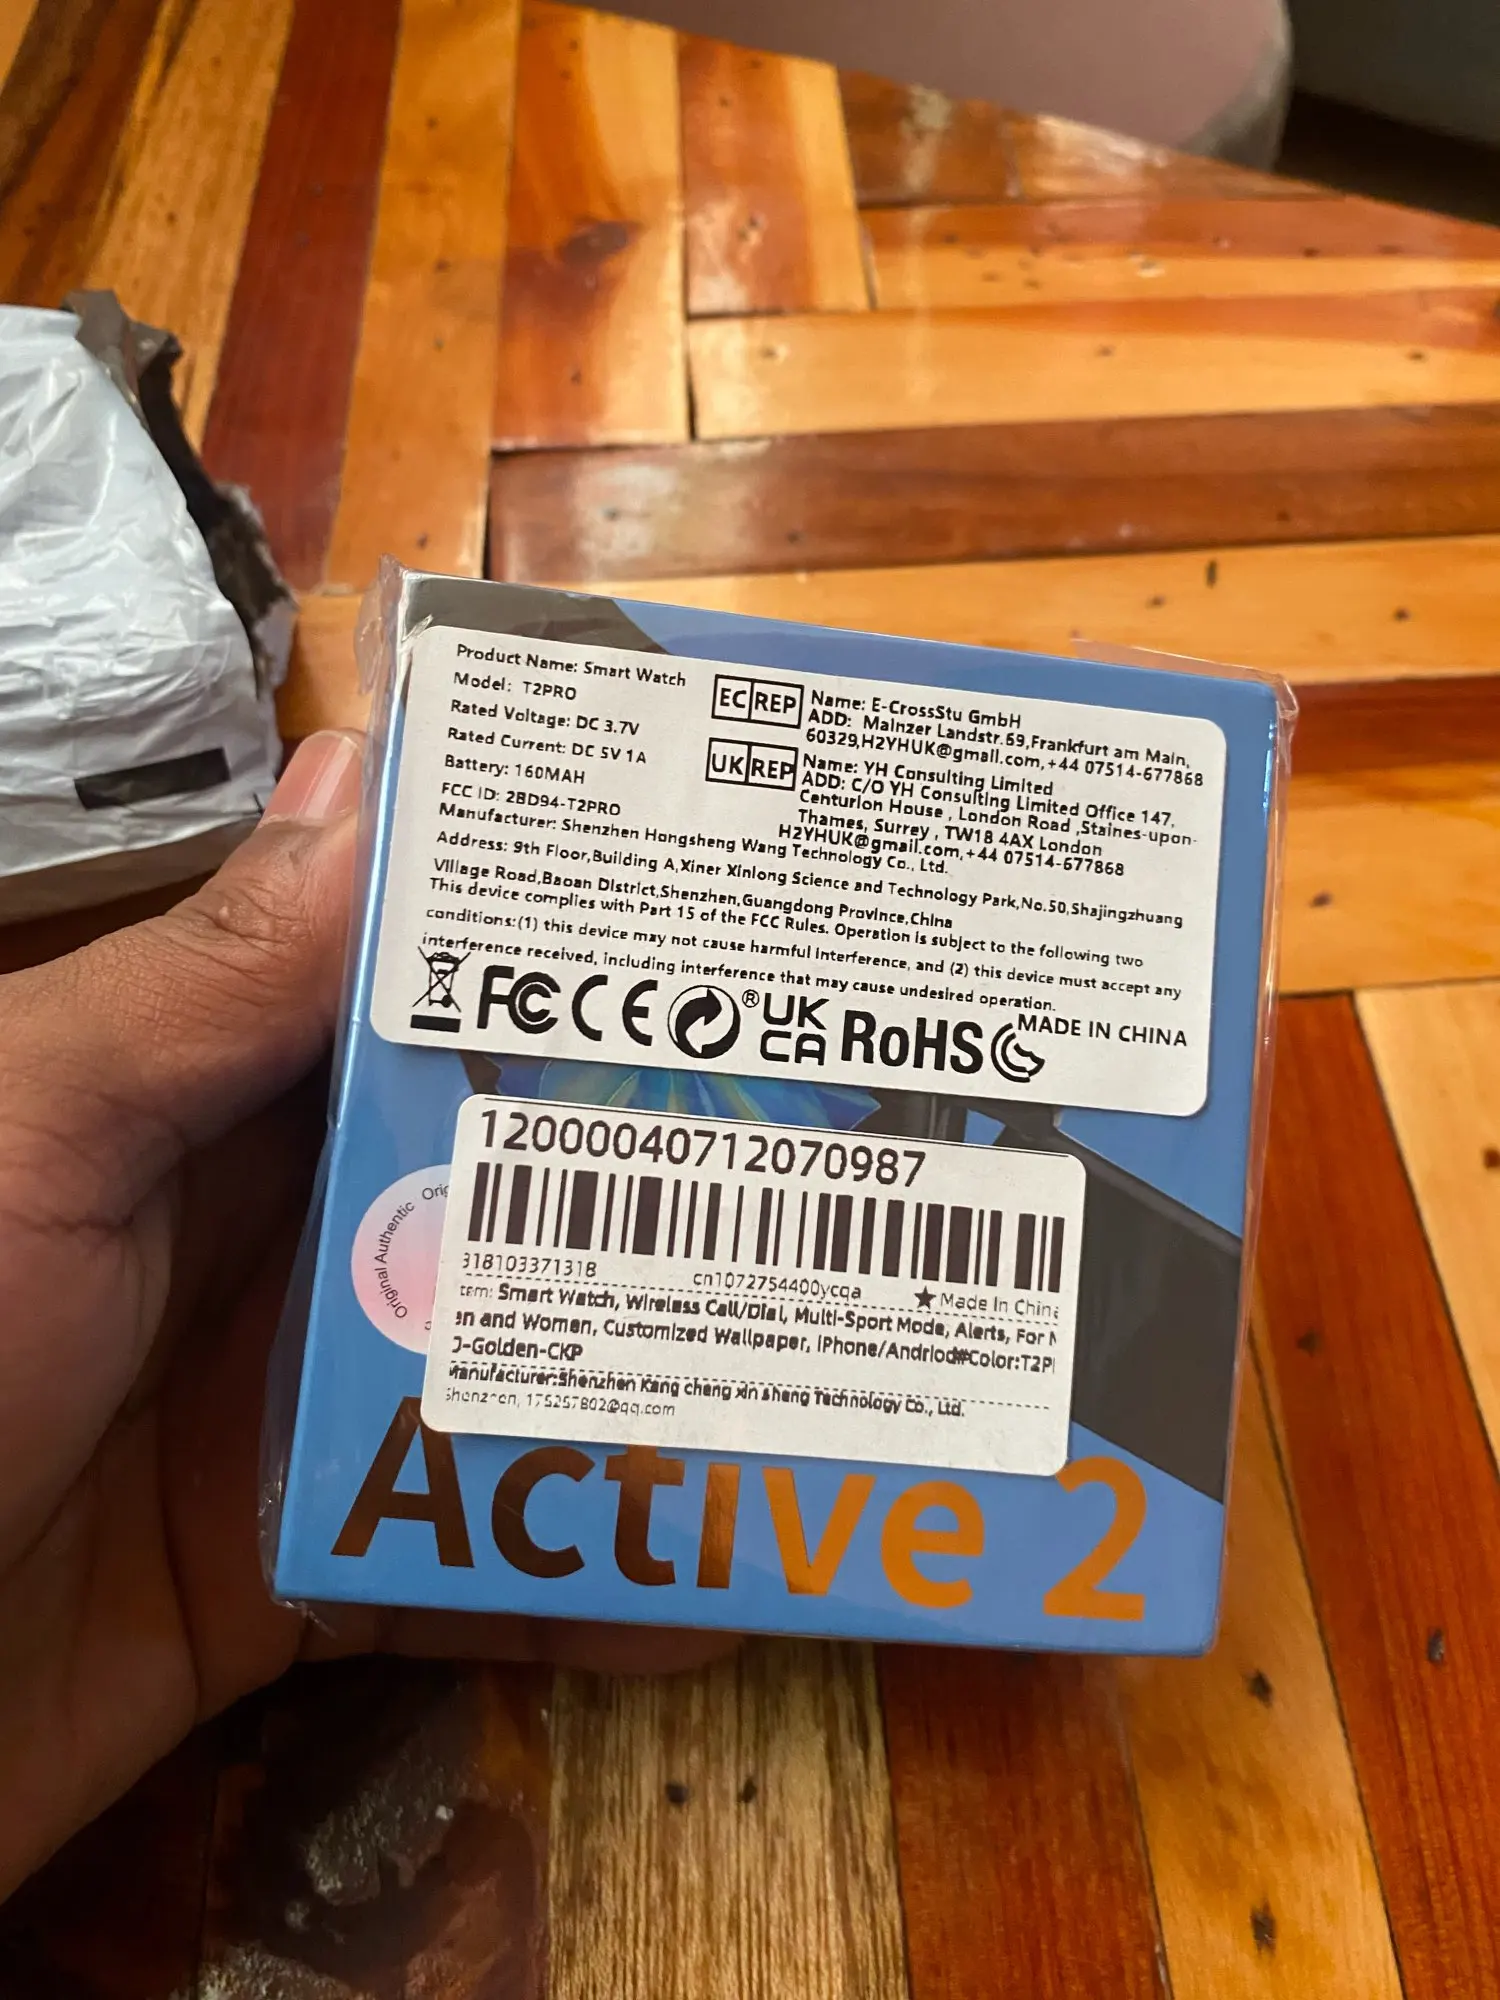 Product Name: Smart Watch
Model: T2PRO
Rated Voltage: DC 3.7V
Rated Current: DC 5V 1A
Battery: 160MAH
FCC ID: 2BD94-T2PRO
EC REP
Name: E-CrossStu GmbH
ADD: Mainzer Landstr.69,Frankfurt am Main,
60329,H2YHUK@gmail.com,+44 07514-677868
UK REP
Name: YH Consulting Limited
ADD: C/O YH Consulting Limited Office 147,
Centurion House , London Road ,Staines-upon-
Thames, Surrey , TW18 4AX London
H2YHUK@gmail.com,+44 07514-677868
Manufacturer: Shenzhen Hongsheng Wang Technology Co., Ltd.
Address: 9th Floor,Building A,Xiner Xinlong Science and Technology Park,No.50,Shajingzhuang
Village Road,Baoan District,Shenzhen,Guangdong Province,China
This device complies with Part 15 of the FCC Rules. Operation is subject to the following two
conditions:(1) this device may not cause harmful interference, and (2) this device must accept any
interference received, including interference that may cause undesired operation.
FC CE ® UK CA RoHS MADE IN CHINA
12000040712070987
318103371318 cn1072754400ycqa ★ Made In China
tem: Smart Watch, Wireless Call/Dial, Multi-Sport Mode, Alerts, For M
en and Women, Customized Wallpaper, iPhone/Andriod#Color:T2P
O-Golden-CKP
Manufacturer:Shenzhen Kang cheng xin sheng Technology Co., Ltd.
Shenzhen, 175257802@qq.com
Original Authentic Orig
Active 2